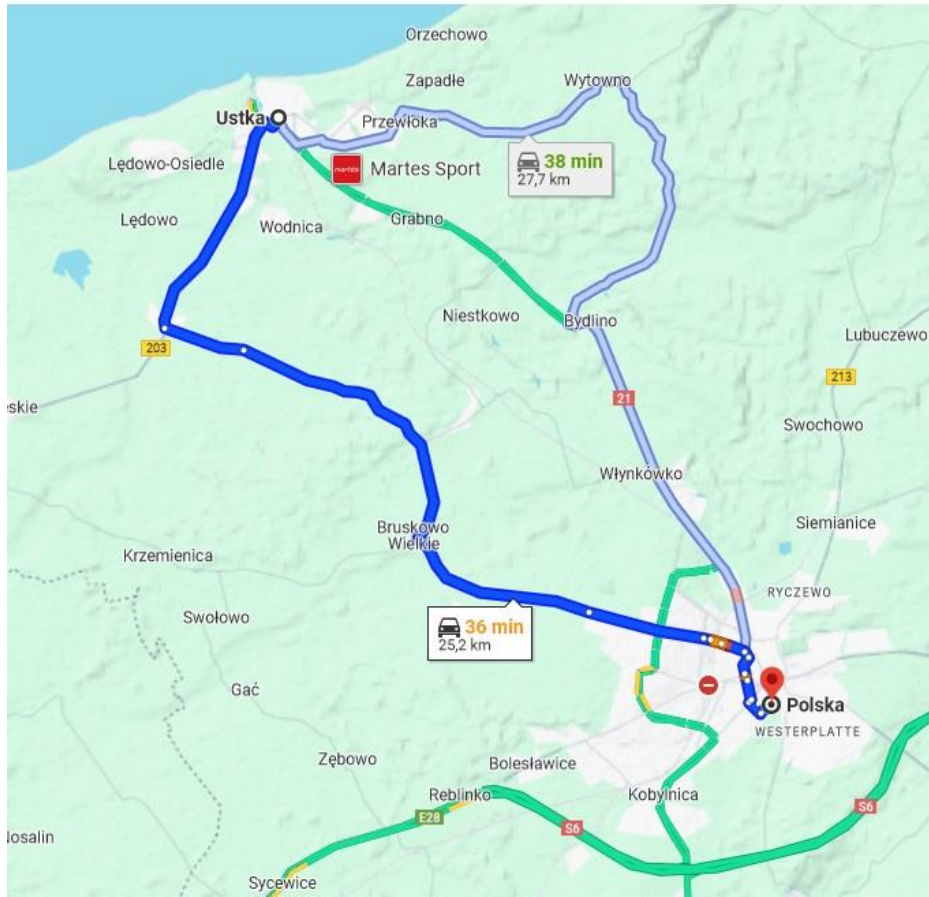 Orzechowo
Zapadłe
Wytowno
Ustka
Przewłoka
38 min
27,7 km
Lędowo-Osiedle
martes
Martes Sport
Lędowo
Wodnica
Grabno
Niestkowo
Bydlino
Lubuczewo
203
213
eskie
21
Swochowo
Włynkówko
Siemianice
Bruskowo
Wielkie
Krzemienica
RYCZEWO
Swołowo
36 min
25,2 km
Gać
Polska
WESTERPLATTE
Zębowo
Bolesławice
Reblinko
Kobylnica
E28
S6
S6
Nosalin
Sycewice